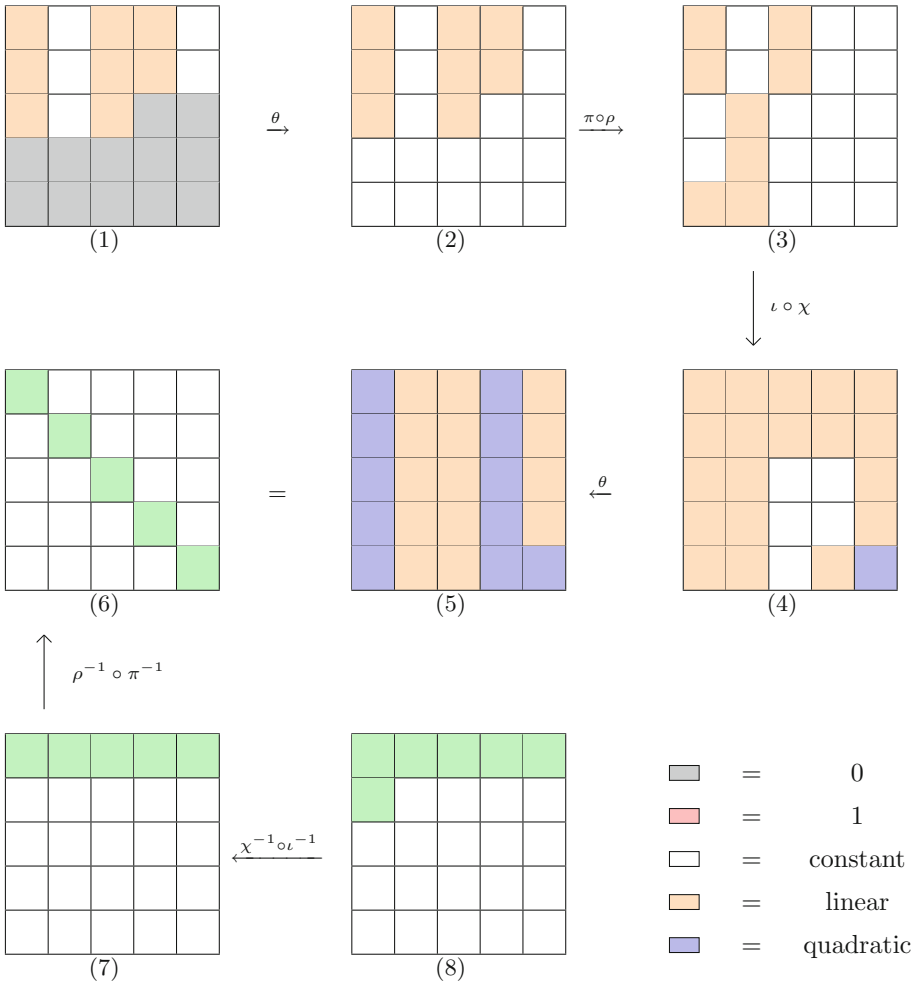 θ
π∘ρ
(1)
(2)
(3)
ι ∘ χ
=
θ
(6)
(5)
(4)
ρ⁻¹ ∘ π⁻¹
χ⁻¹∘ι⁻¹
(7)
(8)
= 0
= 1
= constant
= linear
= quadratic